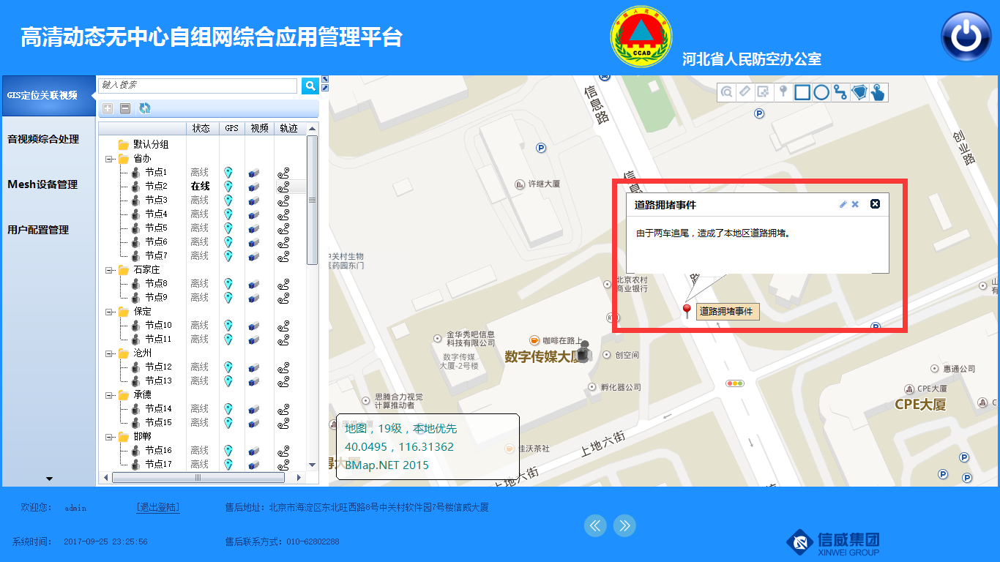 高清动态无中心自组网综合应用管理平台
CCAD
河北省人民防空办公室
GIS定位关联视频
音视频综合处理
Mesh设备管理
用户配置管理
键入搜索
状态 GPS 视频 轨迹
默认分组
省办
节点1 离线
节点2 在线
节点3 离线
节点4 离线
节点5 离线
节点6 离线
节点7 离线
石家庄
节点8 离线
节点9 离线
保定
节点10 离线
节点11 离线
沧州
节点12 离线
节点13 离线
承德
节点14 离线
节点15 离线
邯郸
节点16 离线
节点17 离线
信息路
P
P
创业路
许继大厦
信息
道路拥堵事件
由于两车追尾，造成了本地区道路拥堵。
路
中关村生物
医药园东门
北京农村
商业银行
道路拥堵事件
P
金华秀吧信息
科技有限公司
咖啡在路上
数字传媒大厦
数字传媒
大厦-2号楼
创空间
孵化器公司
惠通公司
CPE大厦
CPE大厦
思腾合力视觉
计算推动者
地图，19级，本地优先
40.0495，116.31362
BMap.NET 2015
佳沃茶社
上地六街
上地六街
P
P
P
欢迎您： admin
[退出登陆]
售后地址：北京市海淀区东北旺西路8号中关村软件园7号楼信威大厦
系统时间： 2017-09-25 23:25:56
售后联系方式：010-62802288
信威集团
XINWEI GROUP